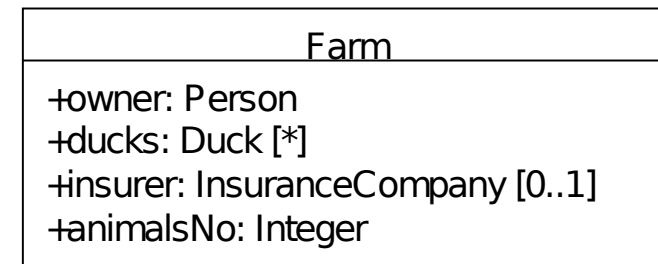 Farm
+owner: Person
+ducks: Duck [*]
+insurer: InsuranceCompany [0..1]
+animalsNo: Integer